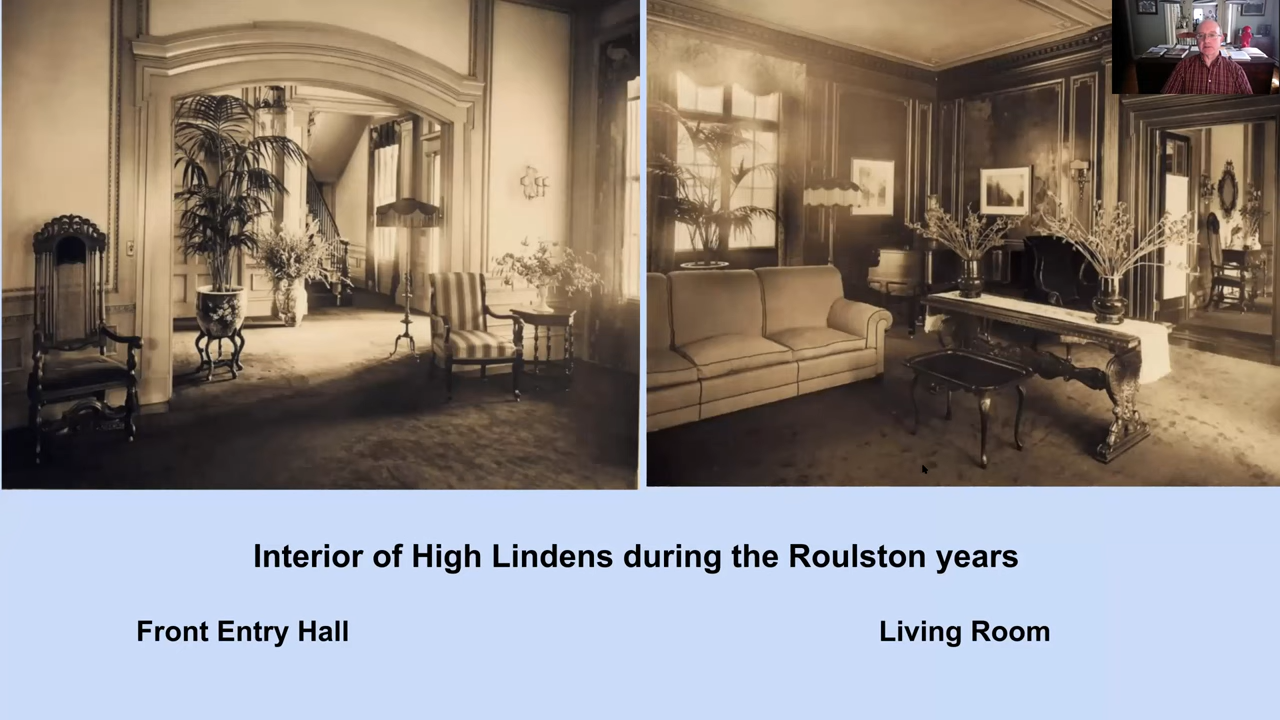 Interior of High Lindens during the Roulston years
Front Entry Hall
Living Room